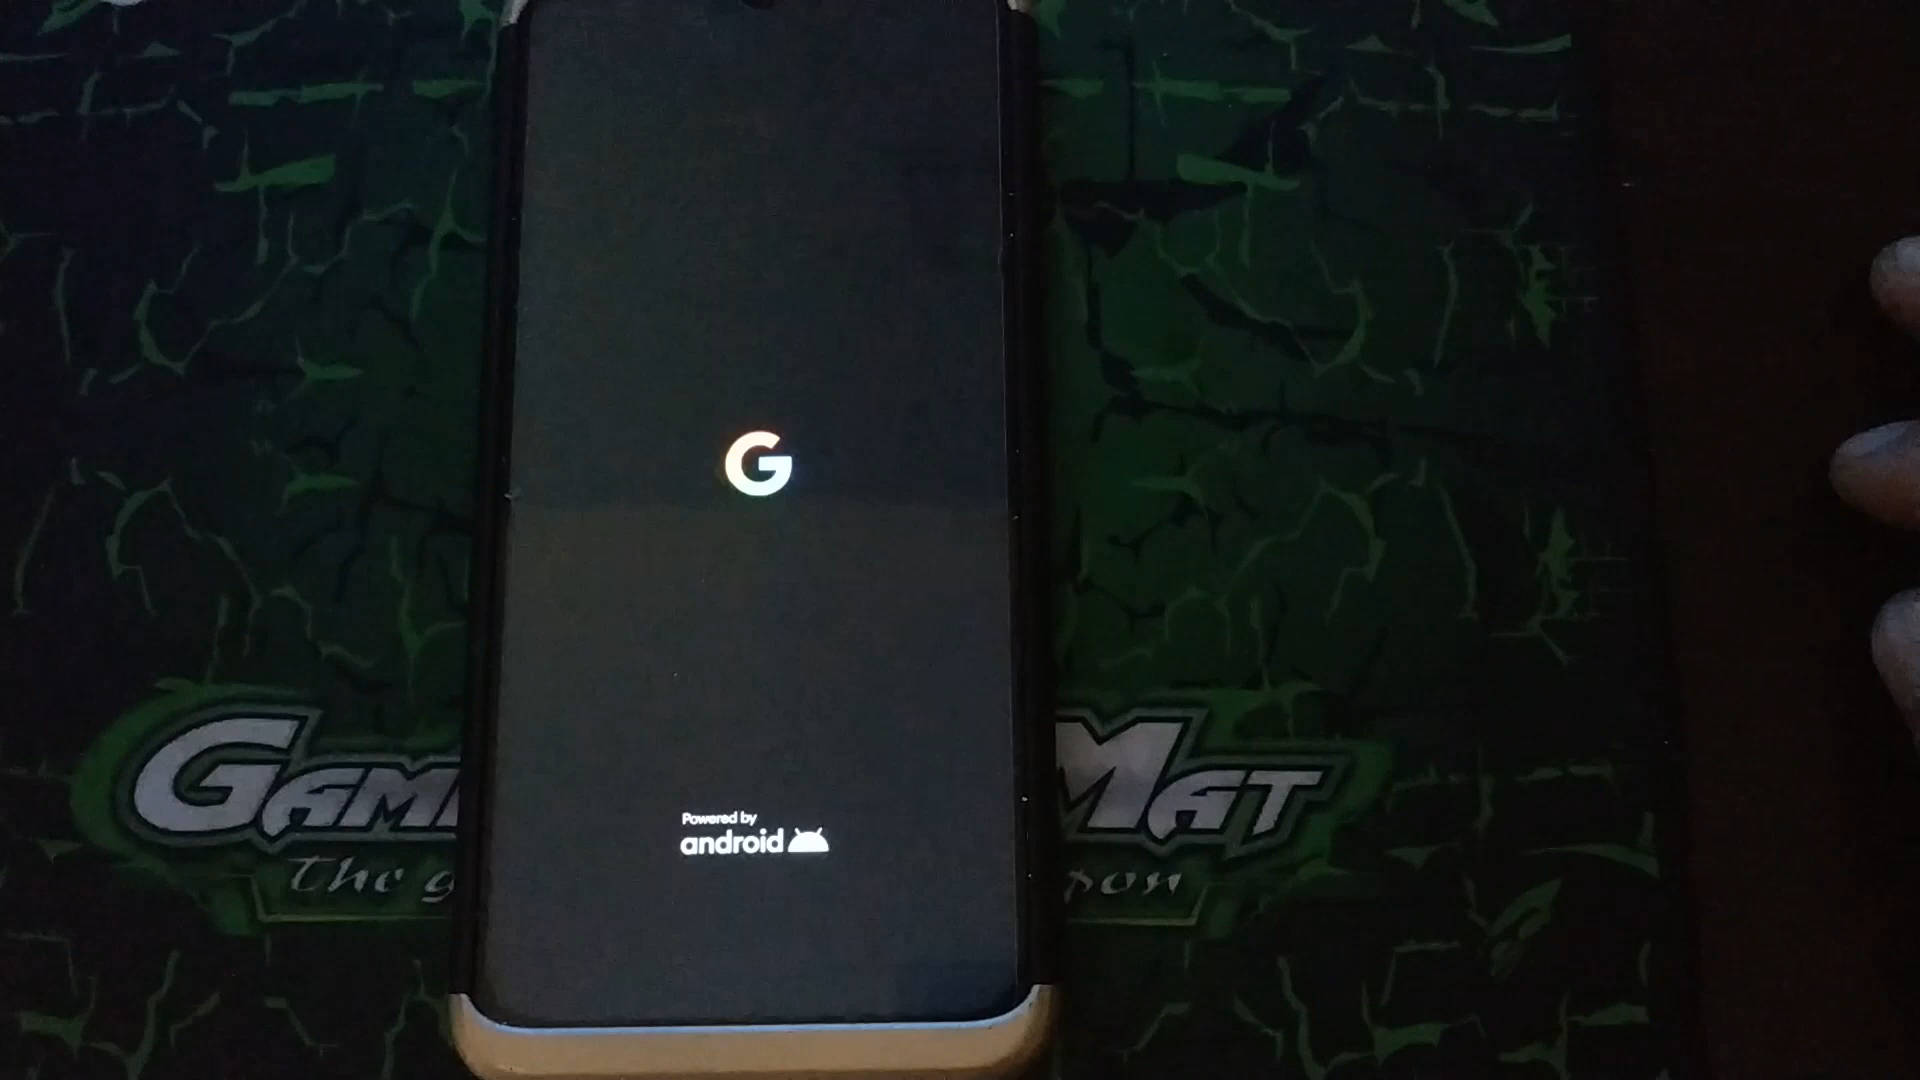 G
Powered by
android
GAM MAT
The g pon